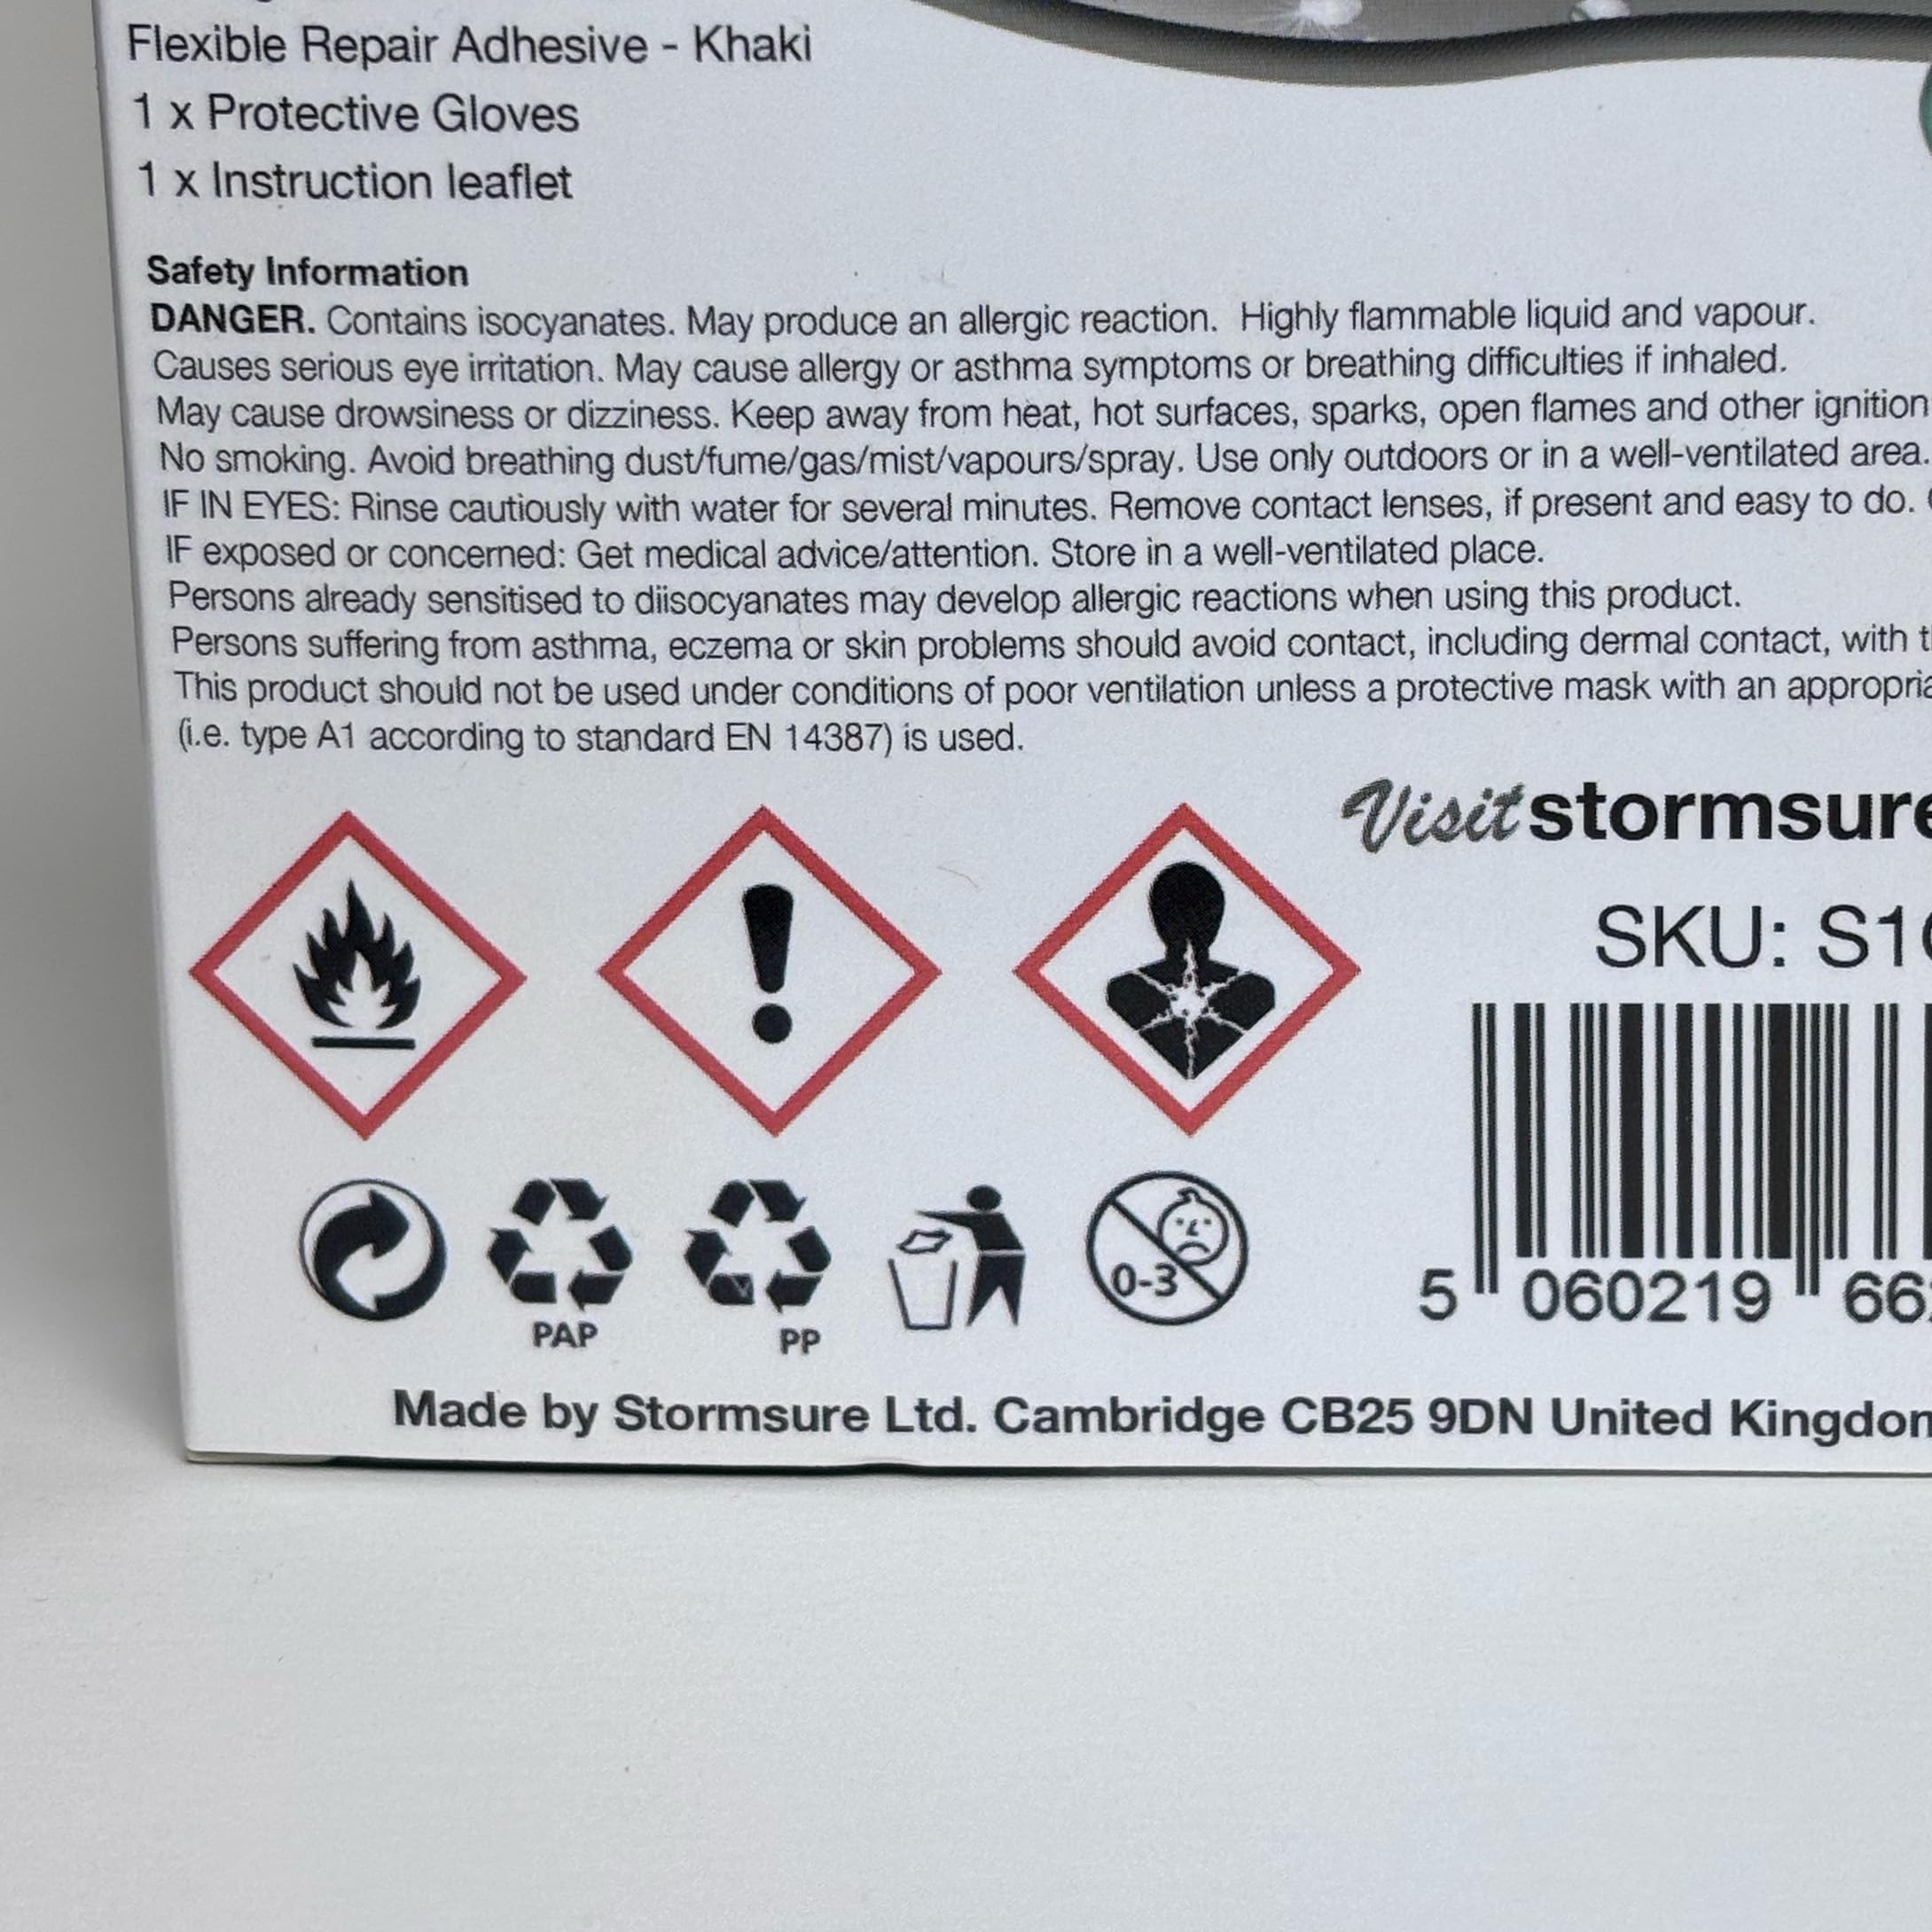 Flexible Repair Adhesive - Khaki
1 x Protective Gloves
1 x Instruction leaflet
Safety Information
DANGER. Contains isocyanates. May produce an allergic reaction. Highly flammable liquid and vapour.
Causes serious eye irritation. May cause allergy or asthma symptoms or breathing difficulties if inhaled.
May cause drowsiness or dizziness. Keep away from heat, hot surfaces, sparks, open flames and other ignition
No smoking. Avoid breathing dust/fume/gas/mist/vapours/spray. Use only outdoors or in a well-ventilated area.
IF IN EYES: Rinse cautiously with water for several minutes. Remove contact lenses, if present and easy to do.
IF exposed or concerned: Get medical advice/attention. Store in a well-ventilated place.
Persons already sensitised to diisocyanates may develop allergic reactions when using this product.
Persons suffering from asthma, eczema or skin problems should avoid contact, including dermal contact, with
This product should not be used under conditions of poor ventilation unless a protective mask with an
(i.e. type A1 according to standard EN 14387) is used.
Visit stormsure
SKU: S1
0-3
PAP
PP
5 060219 66
Made by Stormsure Ltd. Cambridge CB25 9DN United